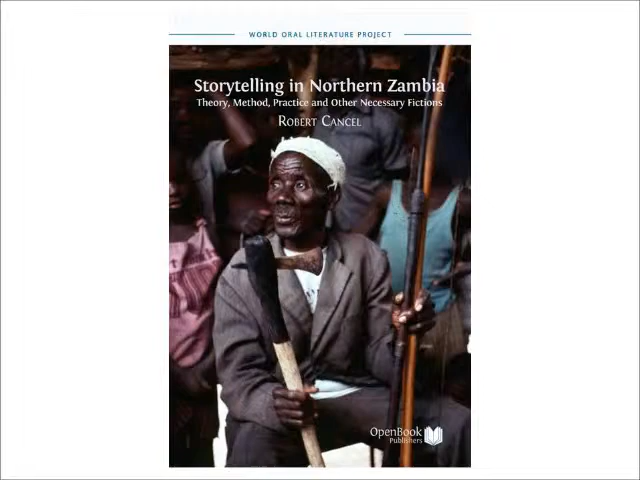 WORLD ORAL LITERATURE PROJECT
Storytelling in Northern Zambia
Theory, Method, Practice and Other Necessary Fictions
ROBERT CANCEL
OpenBook
Publishers